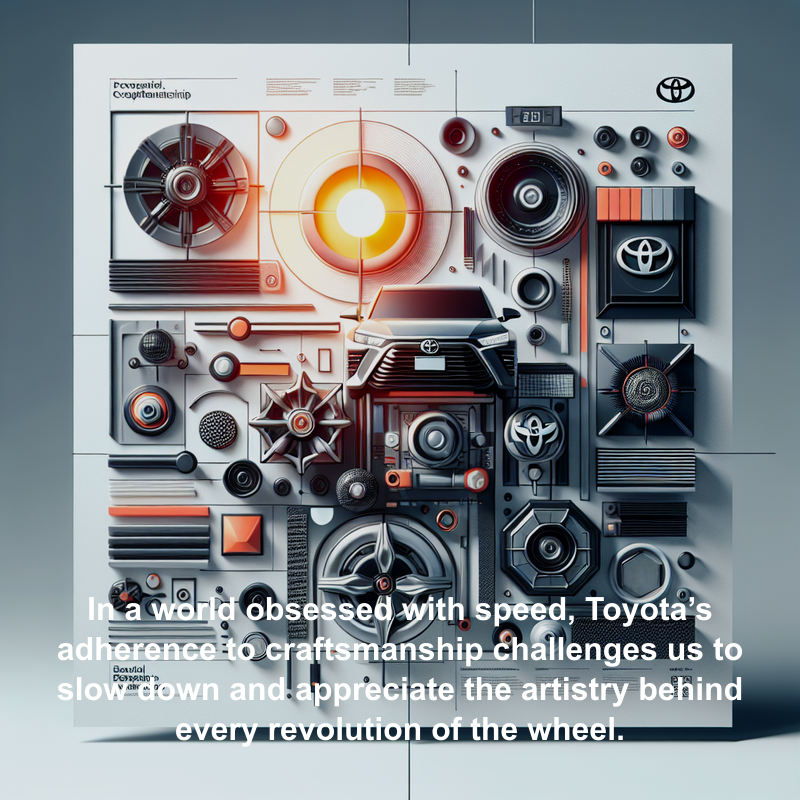 In a world obsessed with speed, Toyota’s
adherence to craftsmanship challenges us to
slow down and appreciate the artistry behind
every revolution of the wheel.